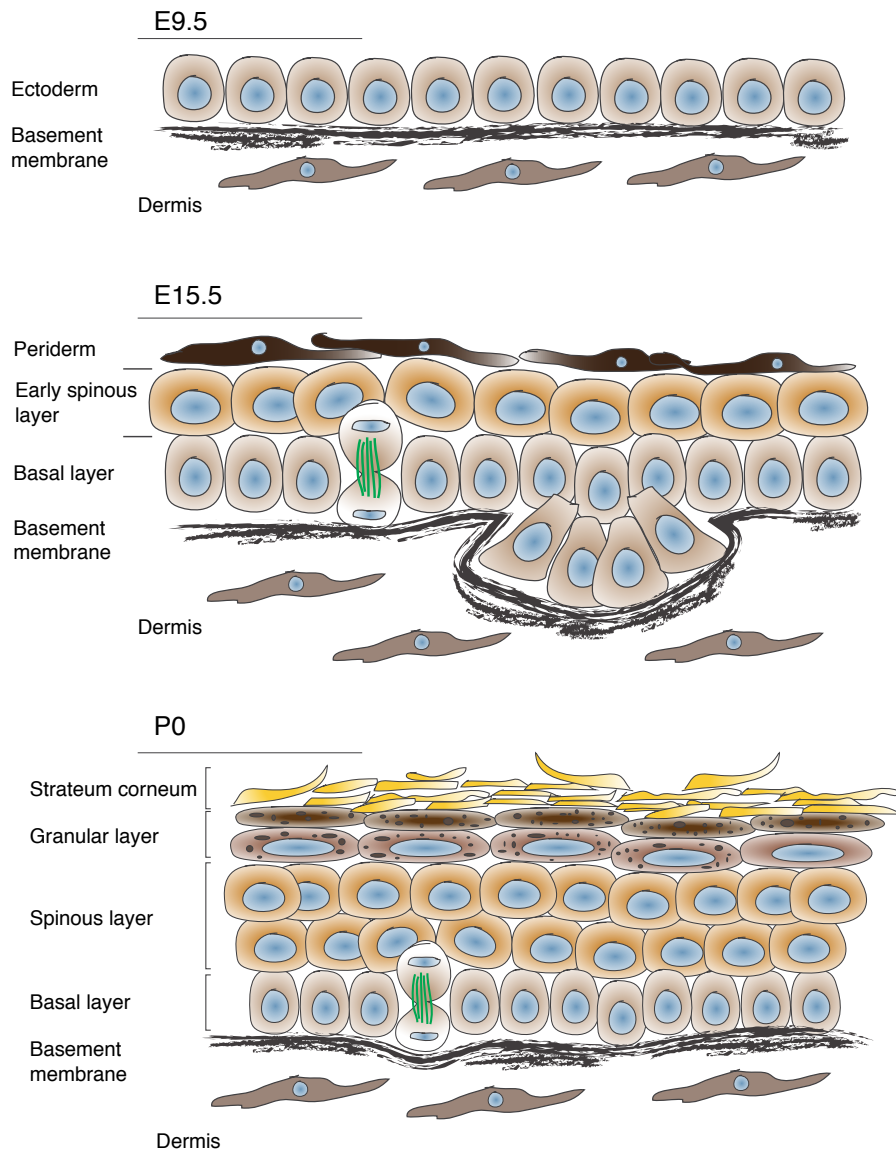 E9.5
Ectoderm
Basement
membrane
Dermis
E15.5
Periderm
Early spinous
layer
Basal layer
Basement
membrane
Dermis
P0
Strateum corneum
Granular layer
Spinous layer
Basal layer
Basement
membrane
Dermis